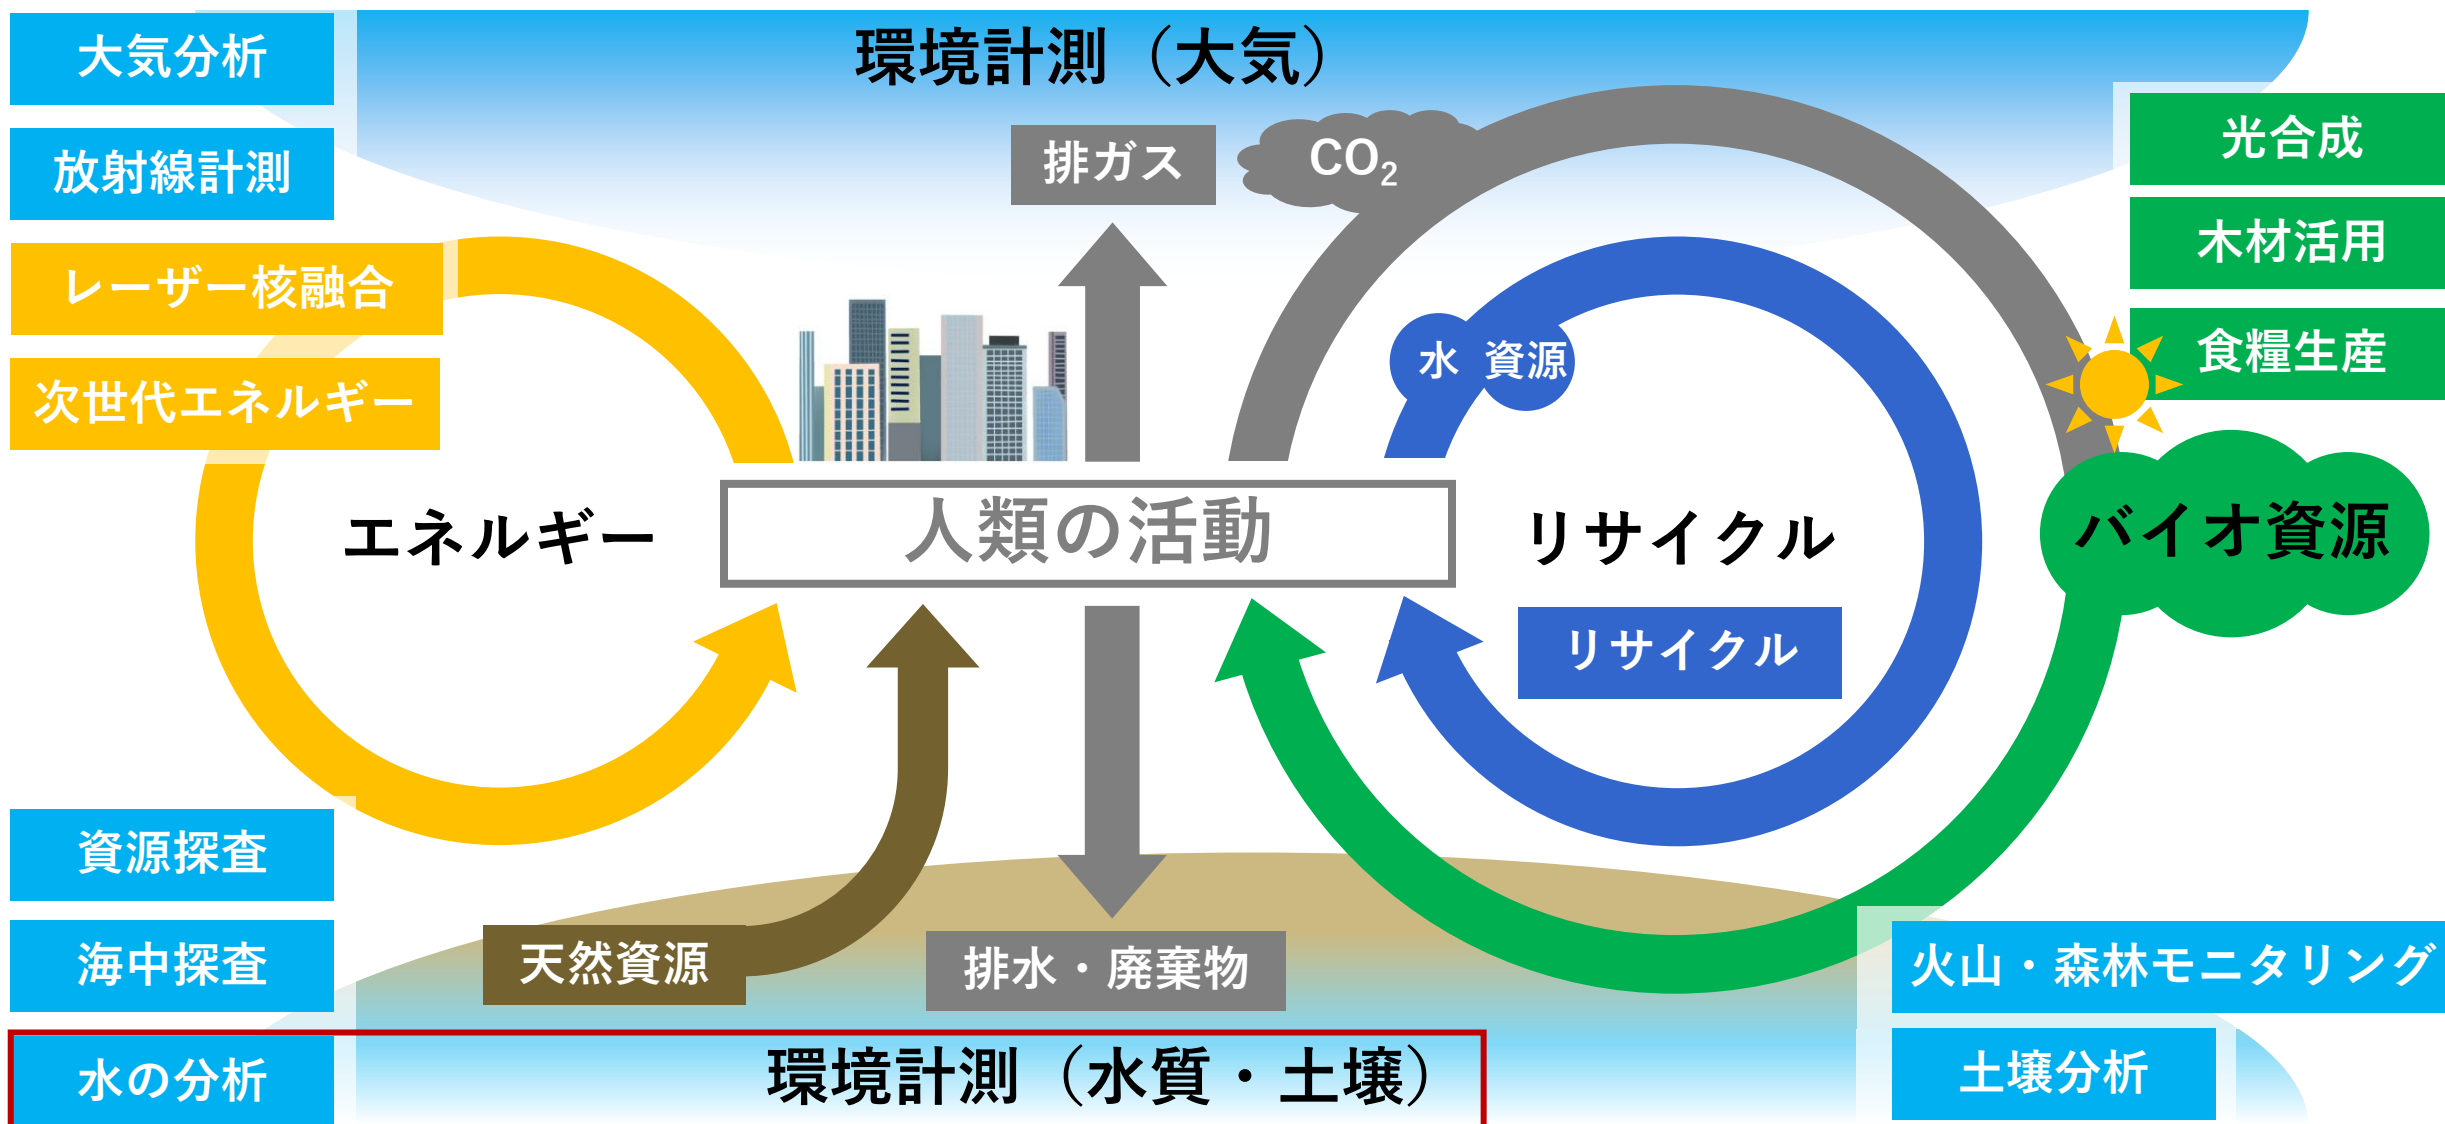 大気分析
環境計測（大気）
放射線計測
排ガス
CO₂
光合成
木材活用
レーザー核融合
次世代エネルギー
水 資源
食糧生産
エネルギー
人類の活動
リサイクル
バイオ資源
リサイクル
資源探査
海中探査
天然資源
排水・廃棄物
火山・森林モニタリング
水の分析
環境計測（水質・土壌）
土壌分析